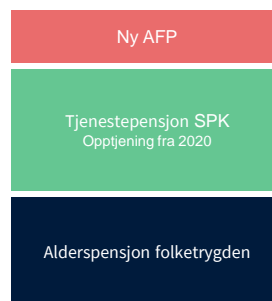 Ny AFP
Tjenestepensjon SPK
Opptjening fra 2020
Alderspensjon folketrygden